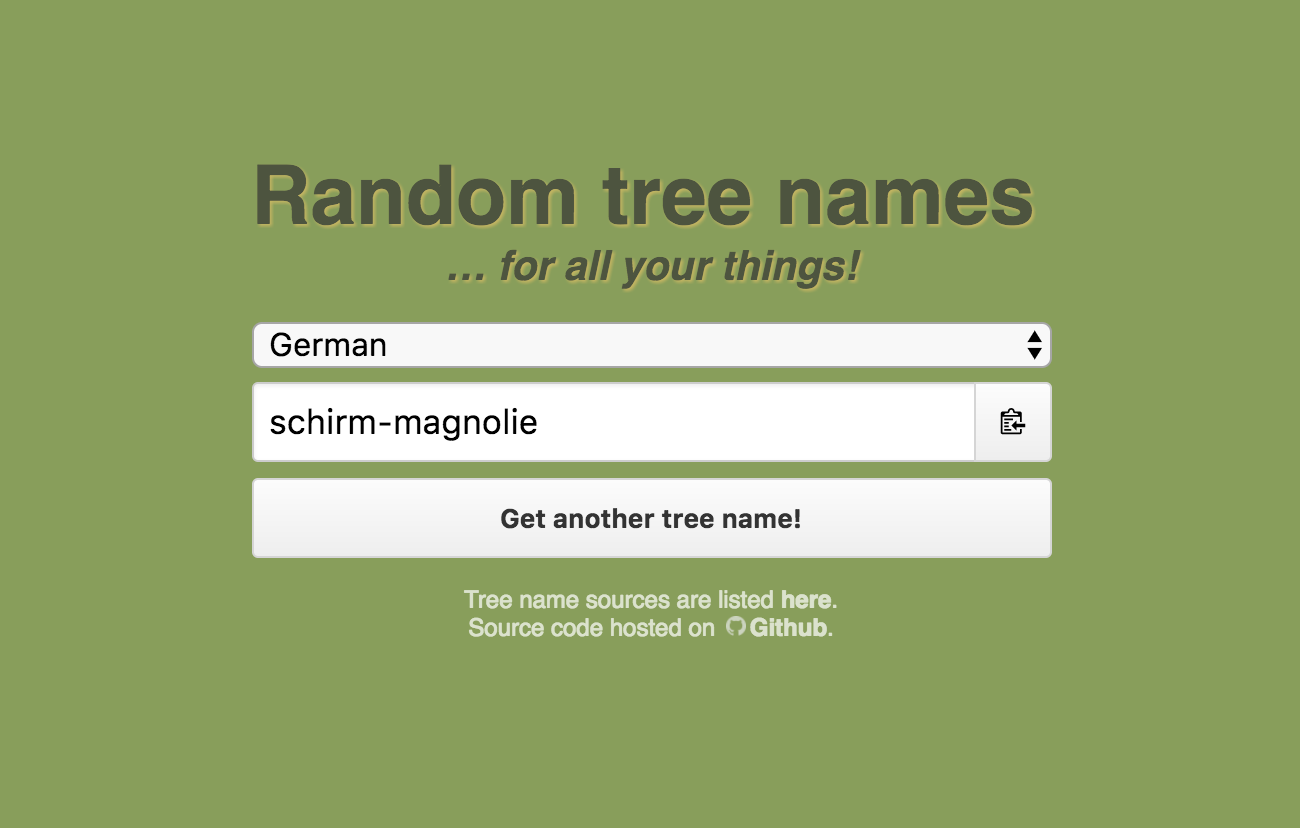 Random tree names
... for all your things!
German
schirm-magnolie
Get another tree name!
Tree name sources are listed here.
Source code hosted on Github.